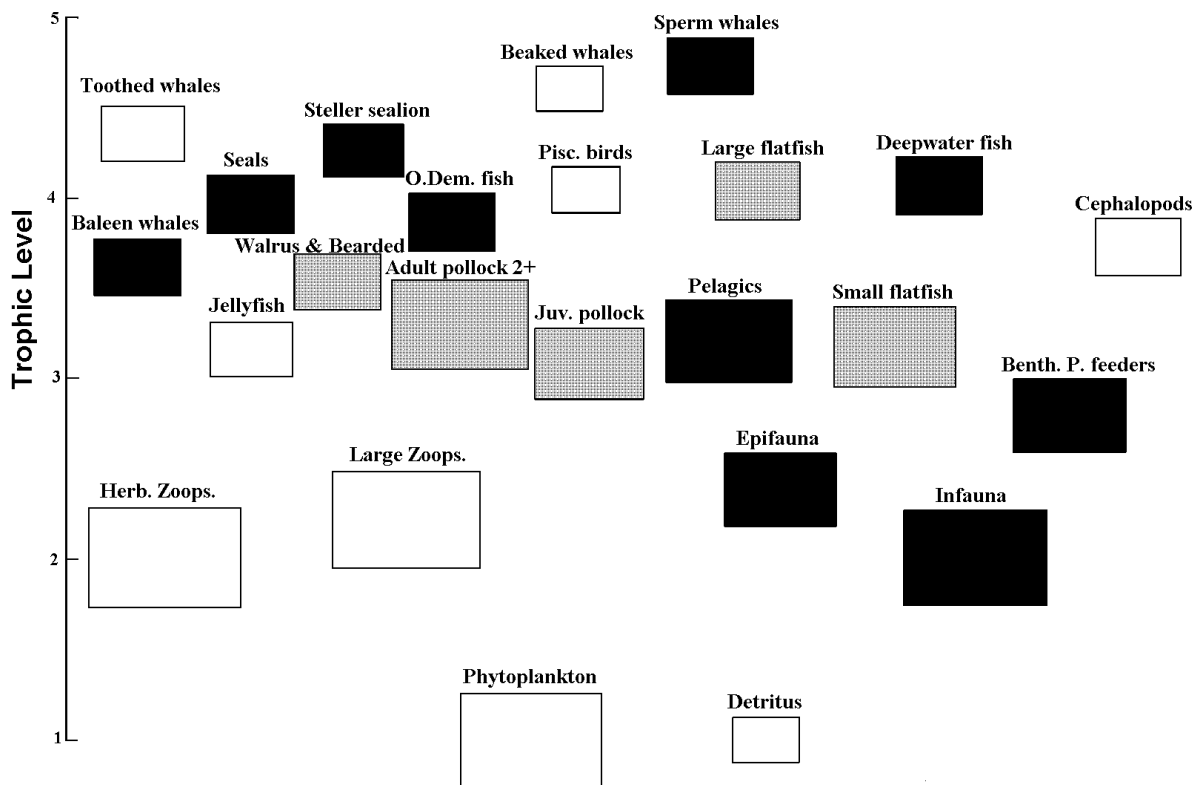 5
Sperm whales
Beaked whales
Toothed whales
Steller sealion
Seals
Pisc. birds
Large flatfish
Deepwater fish
O.Dem. fish
4
Cephalopods
Baleen whales
Walrus & Bearded
Adult pollock 2+
Pelagics
Small flatfish
Jellyfish
Juv. pollock
Trophic Level
3
Benth. P. feeders
Epifauna
Large Zoops.
Herb. Zoops.
Infauna
2
Phytoplankton
Detritus
1